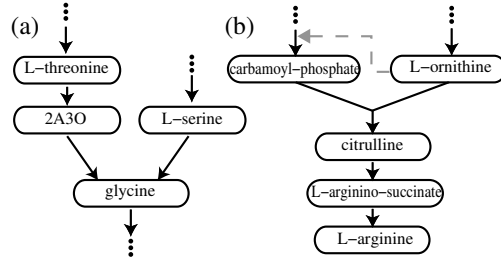 (a)
L−threonine
2A3O
L−serine
glycine
(b)
carbamoyl−phosphate
L−ornithine
citrulline
L−arginino−succinate
L−arginine